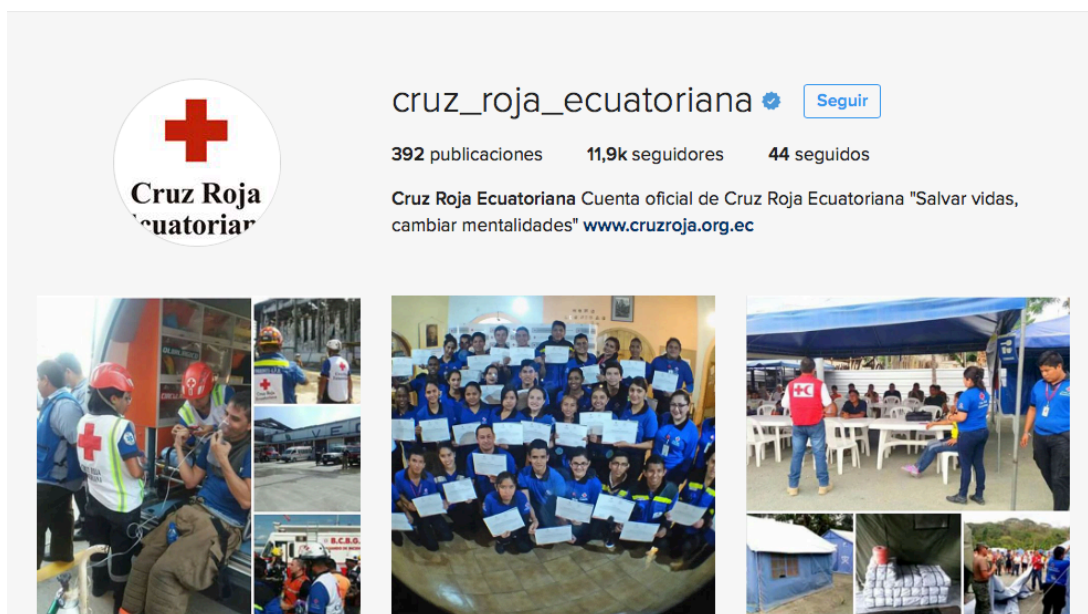 cruz_roja_ecuatoriana Seguir
392 publicaciones 11,9k seguidores 44 seguidos
Cruz Roja Ecuatoriana Cuenta oficial de Cruz Roja Ecuatoriana "Salvar vidas,
cambiar mentalidades" www.cruzroja.org.ec
Cruz Roja
Ecuatorian
B.C.B.G.